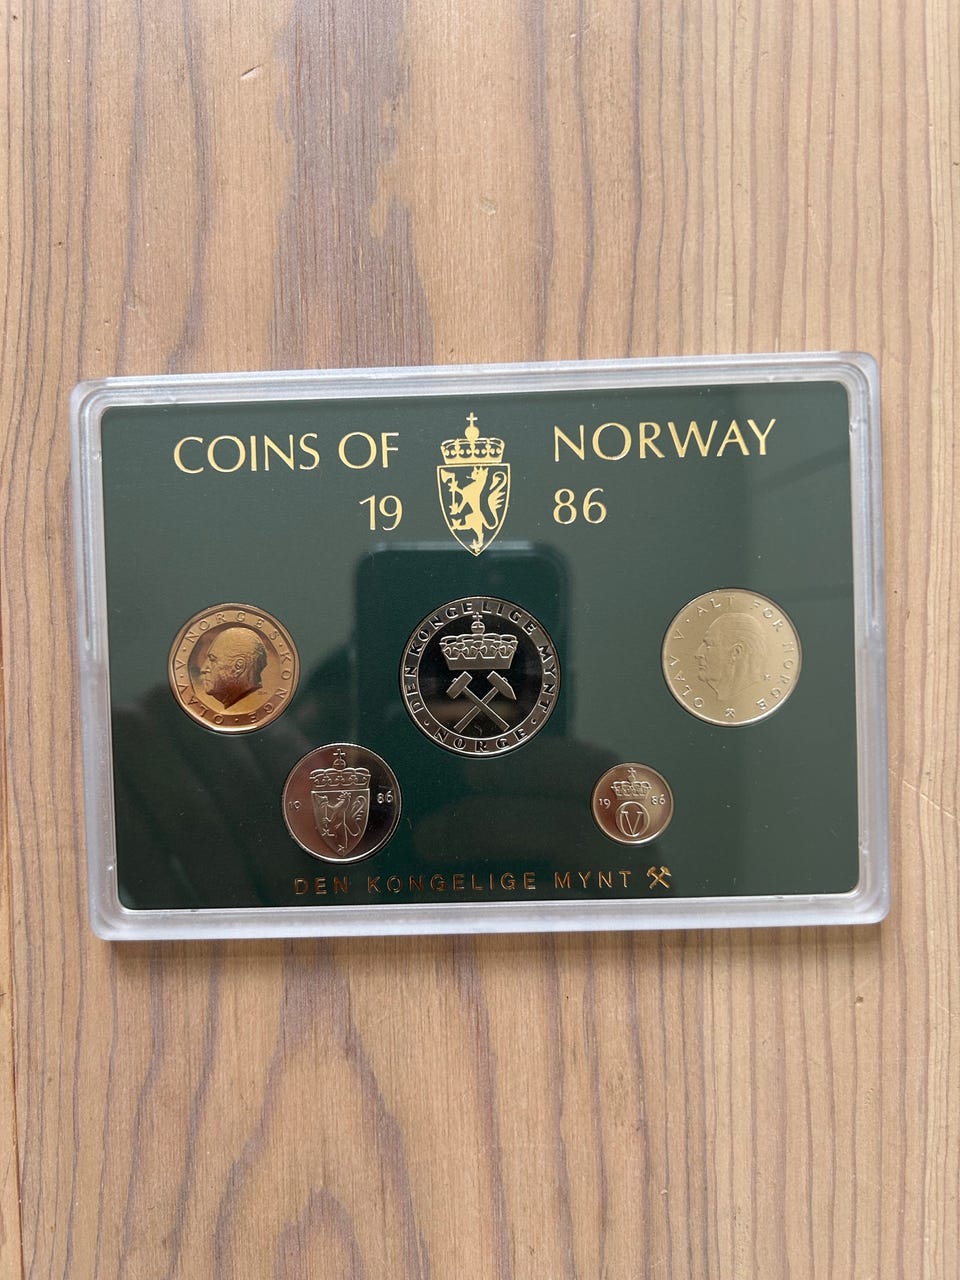 COINS OF NORWAY
19 86
OLAV·V·NORGES·KONGE·
·DEN KONGELIGE MYNT·
NORGE
OLAV·V·ALT FOR NORGE
K
19 86
19 86
V
DEN KONGELIGE MYNT